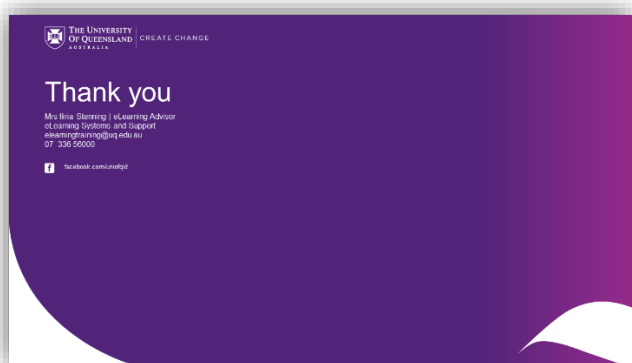 THE UNIVERSITY
OF QUEENSLAND
AUSTRALIA
CREATE CHANGE
Thank you
Mrs Iliria Stenning | eLearning Advisor
eLearning Systems and Support
elearningtraining@uq.edu.au
07 336 56000
facebook.com/uniofqld